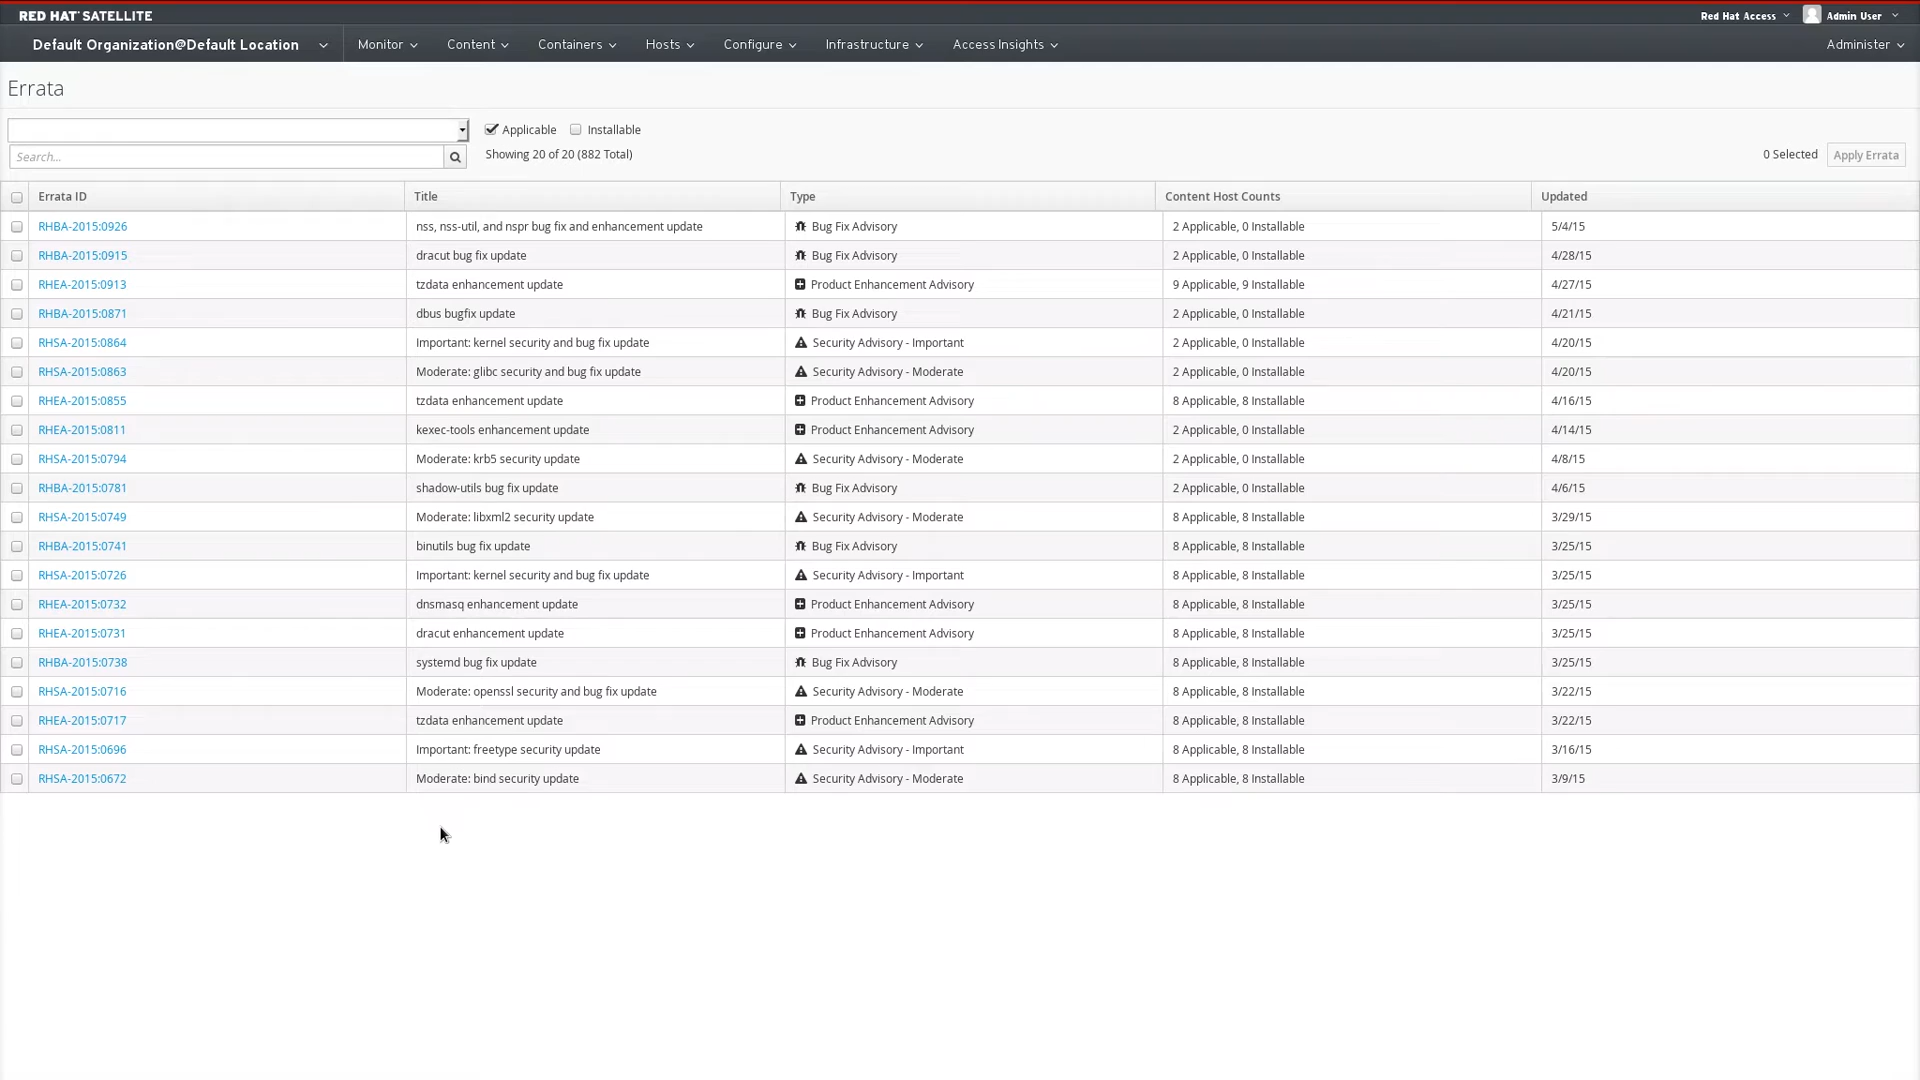 RED HAT SATELLITE
Red Hat Access Admin User
Default Organization@Default Location Monitor Content Containers Hosts Configure Infrastructure Access Insights Administer
Errata
Applicable Installable
Search...
Showing 20 of 20 (882 Total)
0 Selected Apply Errata
Errata ID Title Type Content Host Counts Updated
RHBA-2015:0926 nss, nss-util, and nspr bug fix and enhancement update Bug Fix Advisory 2 Applicable, 0 Installable 5/4/15
RHBA-2015:0915 dracut bug fix update Bug Fix Advisory 2 Applicable, 0 Installable 4/28/15
RHEA-2015:0913 tzdata enhancement update Product Enhancement Advisory 9 Applicable, 9 Installable 4/27/15
RHBA-2015:0871 dbus bugfix update Bug Fix Advisory 2 Applicable, 0 Installable 4/21/15
RHSA-2015:0864 Important: kernel security and bug fix update Security Advisory - Important 2 Applicable, 0 Installable 4/20/15
RHSA-2015:0863 Moderate: glibc security and bug fix update Security Advisory - Moderate 2 Applicable, 0 Installable 4/20/15
RHEA-2015:0855 tzdata enhancement update Product Enhancement Advisory 8 Applicable, 8 Installable 4/16/15
RHEA-2015:0811 kexec-tools enhancement update Product Enhancement Advisory 2 Applicable, 0 Installable 4/14/15
RHSA-2015:0794 Moderate: krb5 security update Security Advisory - Moderate 2 Applicable, 0 Installable 4/8/15
RHBA-2015:0781 shadow-utils bug fix update Bug Fix Advisory 2 Applicable, 0 Installable 4/6/15
RHSA-2015:0749 Moderate: libxml2 security update Security Advisory - Moderate 8 Applicable, 8 Installable 3/29/15
RHBA-2015:0741 binutils bug fix update Bug Fix Advisory 8 Applicable, 8 Installable 3/25/15
RHSA-2015:0726 Important: kernel security and bug fix update Security Advisory - Important 8 Applicable, 8 Installable 3/25/15
RHEA-2015:0732 dnsmasq enhancement update Product Enhancement Advisory 8 Applicable, 8 Installable 3/25/15
RHEA-2015:0731 dracut enhancement update Product Enhancement Advisory 8 Applicable, 8 Installable 3/25/15
RHBA-2015:0738 systemd bug fix update Bug Fix Advisory 8 Applicable, 8 Installable 3/25/15
RHSA-2015:0716 Moderate: openssl security and bug fix update Security Advisory - Moderate 8 Applicable, 8 Installable 3/22/15
RHEA-2015:0717 tzdata enhancement update Product Enhancement Advisory 8 Applicable, 8 Installable 3/22/15
RHSA-2015:0696 Important: freetype security update Security Advisory - Important 8 Applicable, 8 Installable 3/16/15
RHSA-2015:0672 Moderate: bind security update Security Advisory - Moderate 8 Applicable, 8 Installable 3/9/15